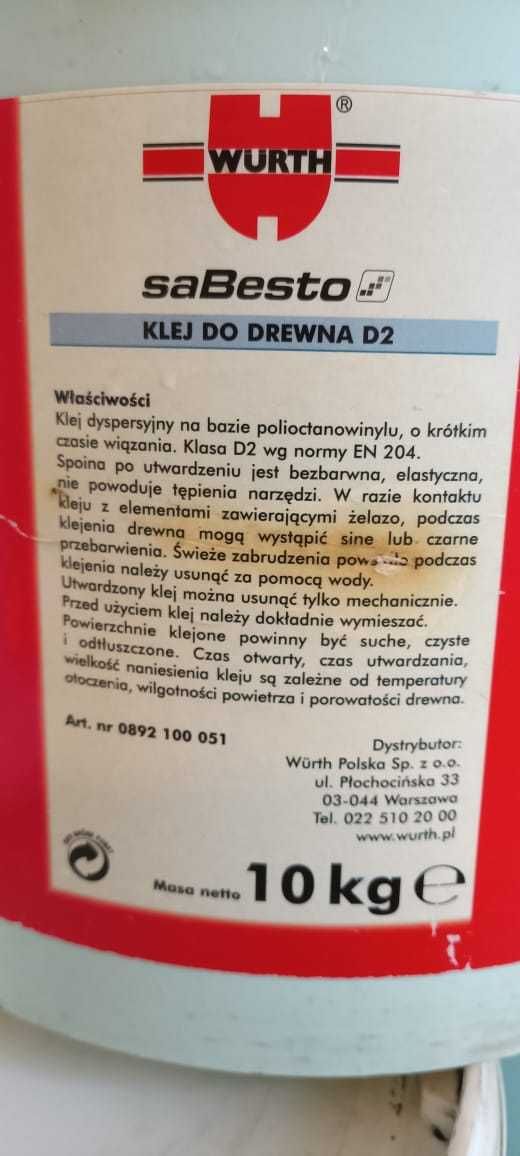 WÜRTH®
saBesto
KLEJ DO DREWNA D2
Właściwości
Klej dyspersyjny na bazie polioctanowinylu, o krótkim
czasie wiązania. Klasa D2 wg normy EN 204.
Spoina po utwardzeniu jest bezbarwna, elastyczna,
nie powoduje tępienia narzędzi. W razie kontaktu
kleju z elementami zawierającymi żelazo, podczas
klejenia drewna mogą wystąpić sine lub czarne
przebarwienia. Świeże zabrudzenia podczas
klejenia należy usunąć za pomocą wody.
Utwardzony klej można usunąć tylko mechanicznie.
Przed użyciem klej należy dokładnie wymieszać.
Powierzchnie klejone powinny być suche, czyste
i odtłuszczone. Czas otwarty, czas utwardzania,
wielkość naniesienia kleju są zależne od temperatury
otoczenia, wilgotności powietrza i porowatości drewna.
Art. nr 0892 100 051
Dystrybutor:
Würth Polska Sp. z o.o.
ul. Płochocińska 33
03-044 Warszawa
Tel. 022 510 20 00
www.wurth.pl
Masa netto 10 kg ℮